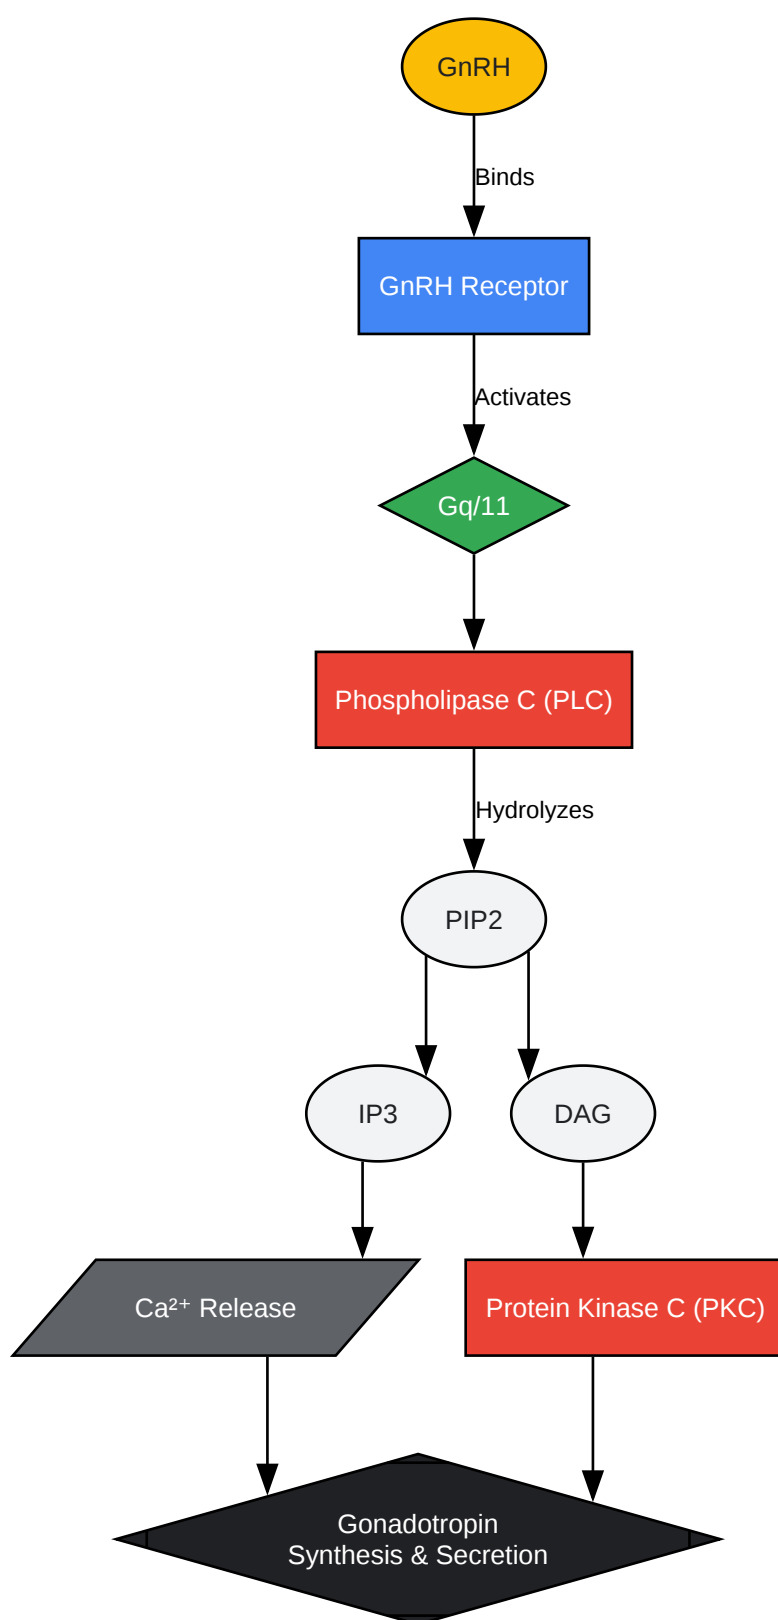 GnRH
Binds
GnRH Receptor
Activates
Gq/11
Phospholipase C (PLC)
Hydrolyzes
PIP2
IP3
DAG
Ca²⁺ Release
Protein Kinase C (PKC)
Gonadotropin
Synthesis & Secretion